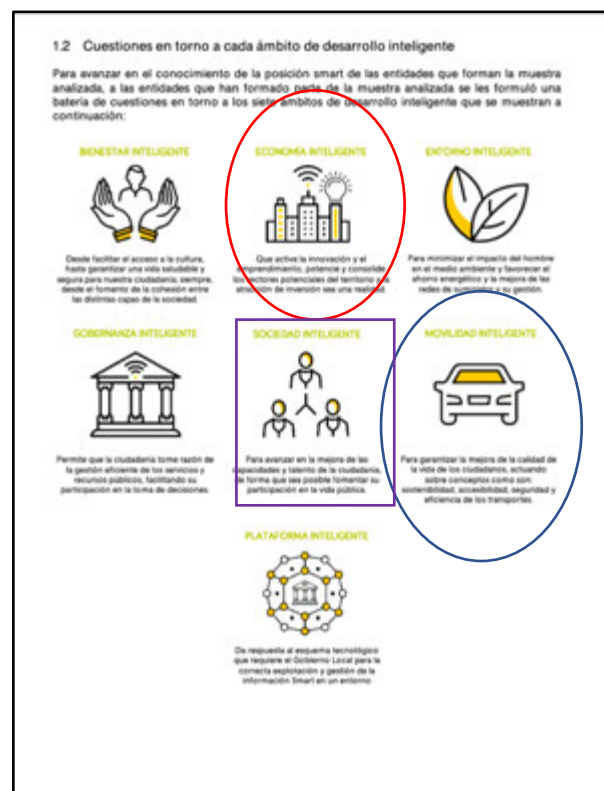 1.2 Cuestiones en torno a cada ámbito de desarrollo inteligente
Para avanzar en el conocimiento de la posición smart de las entidades que forman la muestra
analizada, a las entidades que han formado parte de la muestra analizada se les formuló una
batería de cuestiones en torno a los siete ámbitos de desarrollo inteligente que se muestran a
continuación:
BIENESTAR INTELIGENTE
Desde facilitar el acceso a la cultura,
hasta garantizar una vida saludable y
segura para nuestra ciudadanía; siempre,
desde el fomento de la cohesión entre
las distintas capas de la sociedad.
ECONOMÍA INTELIGENTE
Que active la innovación y el
emprendimiento, potencie y consolide
los sectores potenciales del territorio y la
atracción de inversión sea una realidad.
ENTORNO INTELIGENTE
Para minimizar el impacto del hombre
en el medio ambiente y favorecer el
ahorro energético y la mejora de las
redes de suministro y su gestión.
GOBERNANZA INTELIGENTE
Permite que la ciudadanía tome razón de
la gestión eficiente de los servicios y
recursos públicos, facilitando su
participación en la toma de decisiones.
SOCIEDAD INTELIGENTE
Para avanzar en la mejora de las
capacidades y talento de la ciudadanía,
de forma que sea posible fomentar su
participación en la vida pública.
MOVILIDAD INTELIGENTE
Para garantizar la mejora de la calidad de
la vida de los ciudadanos, actuando
sobre conceptos como son:
sostenibilidad, accesibilidad, seguridad y
eficiencia de los transportes.
PLATAFORMA INTELIGENTE
Da respuesta al esquema tecnológico
que requiere el Gobierno Local para la
correcta explotación y gestión de la
información Smart en un entorno